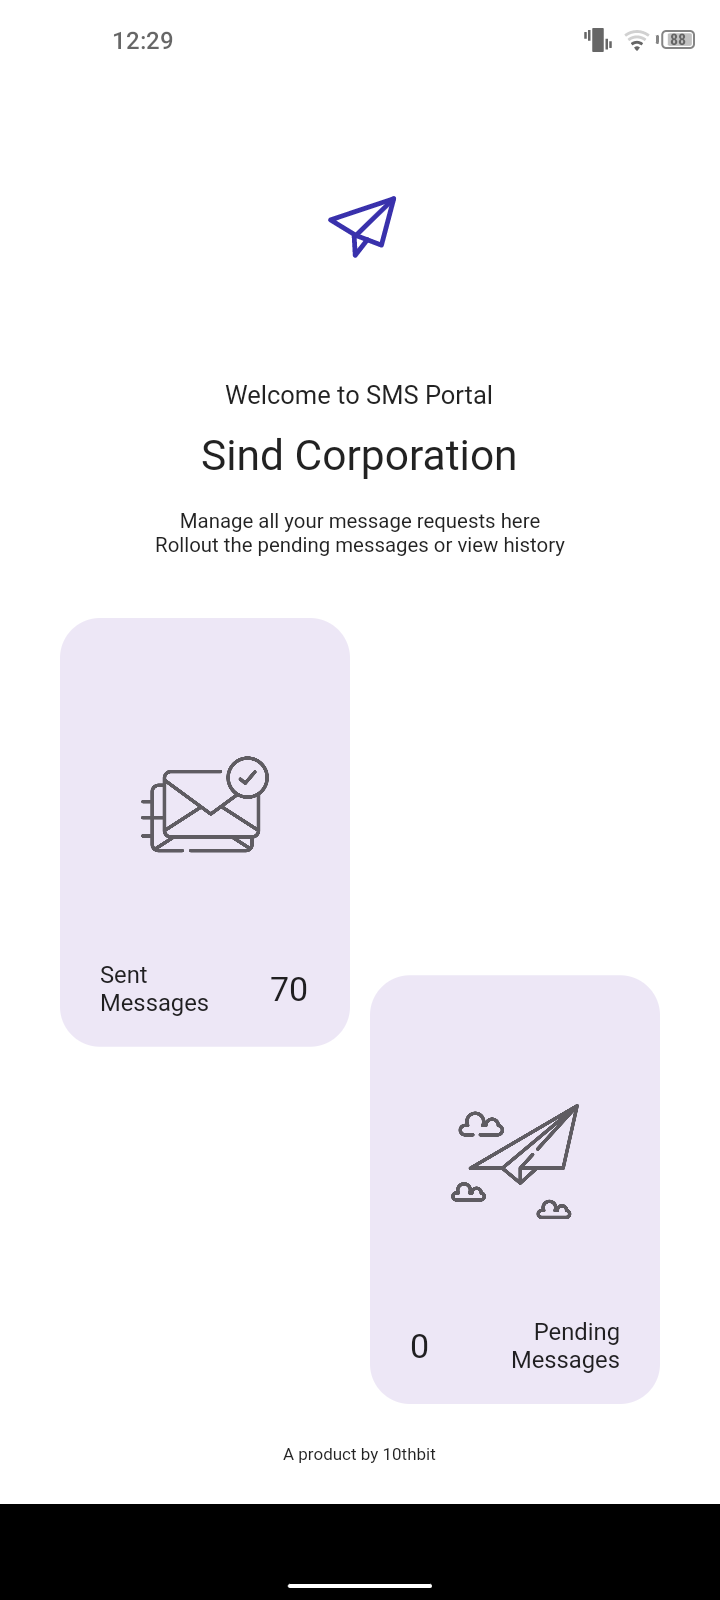 12:29
88
Welcome to SMS Portal
Sind Corporation
Manage all your message requests here
Rollout the pending messages or view history
Sent
Messages
70
0
Pending
Messages
A product by 10thbit